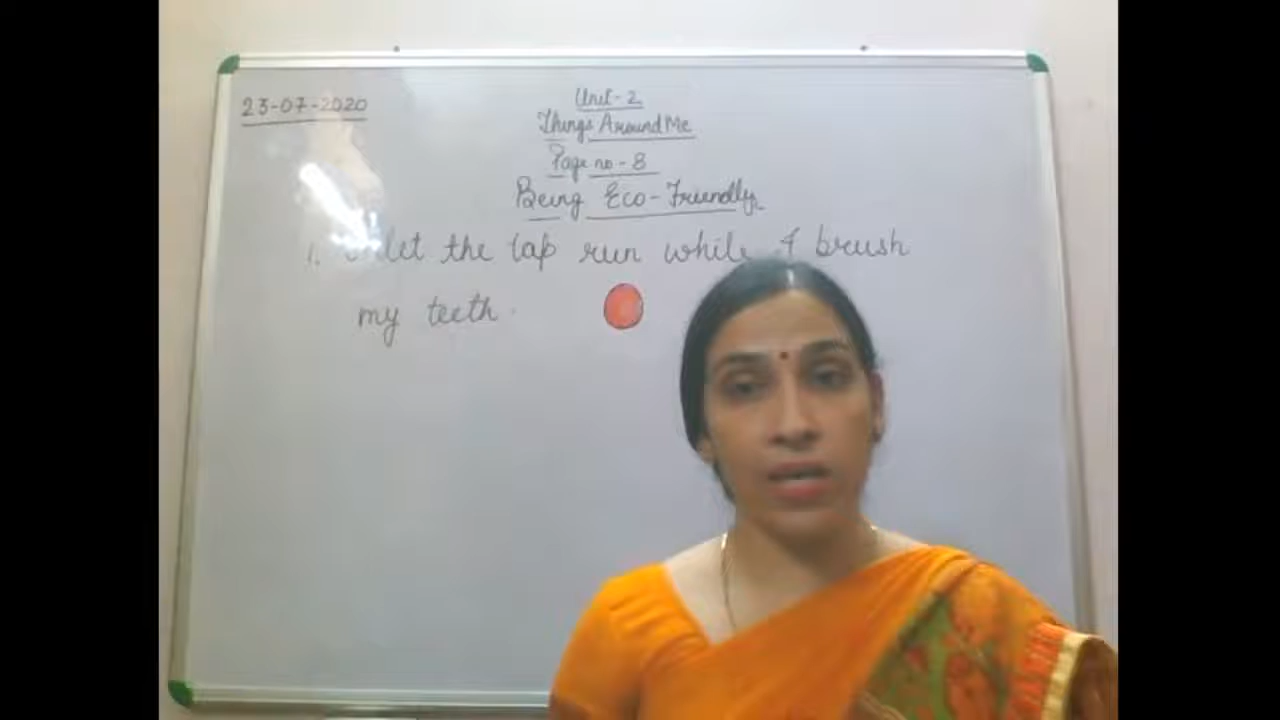 23-07-2020
Unit-2
Things Around Me
Page no-8
Being Eco-Friendly
1. I let the tap run while I brush
my teeth.